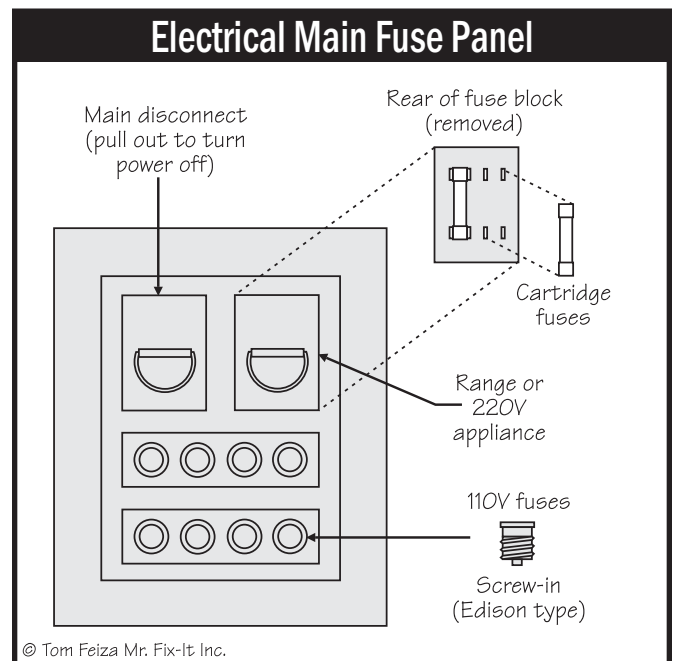 Electrical Main Fuse Panel
Main disconnect
(pull out to turn
power off)
Rear of fuse block
(removed)
Cartridge
fuses
Range or
220V
appliance
110V fuses
Screw-in
(Edison type)
© Tom Feiza Mr. Fix-It Inc.